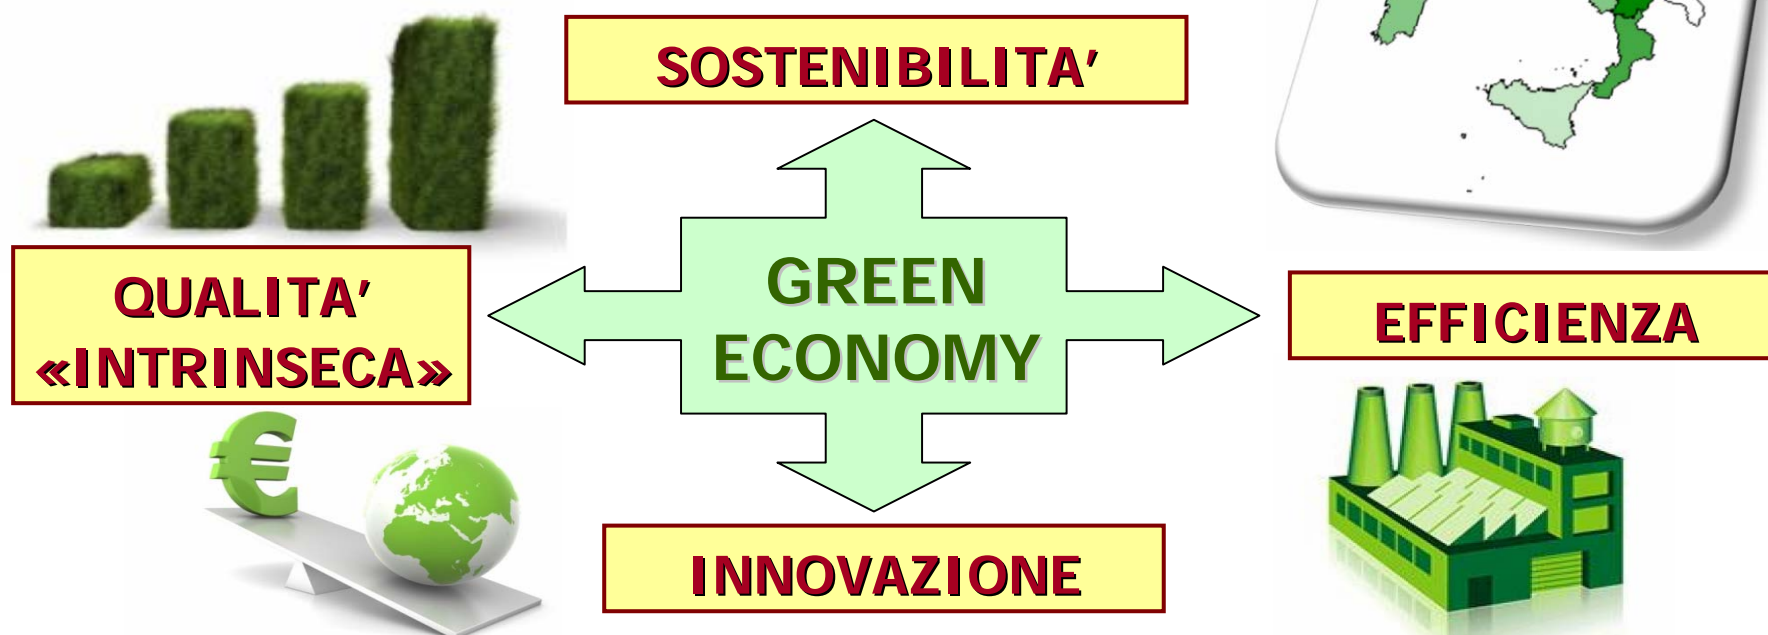 SOSTENIBILITA’
QUALITA’
«INTRINSECA»
GREEN
ECONOMY
EFFICIENZA
€
INNOVAZIONE